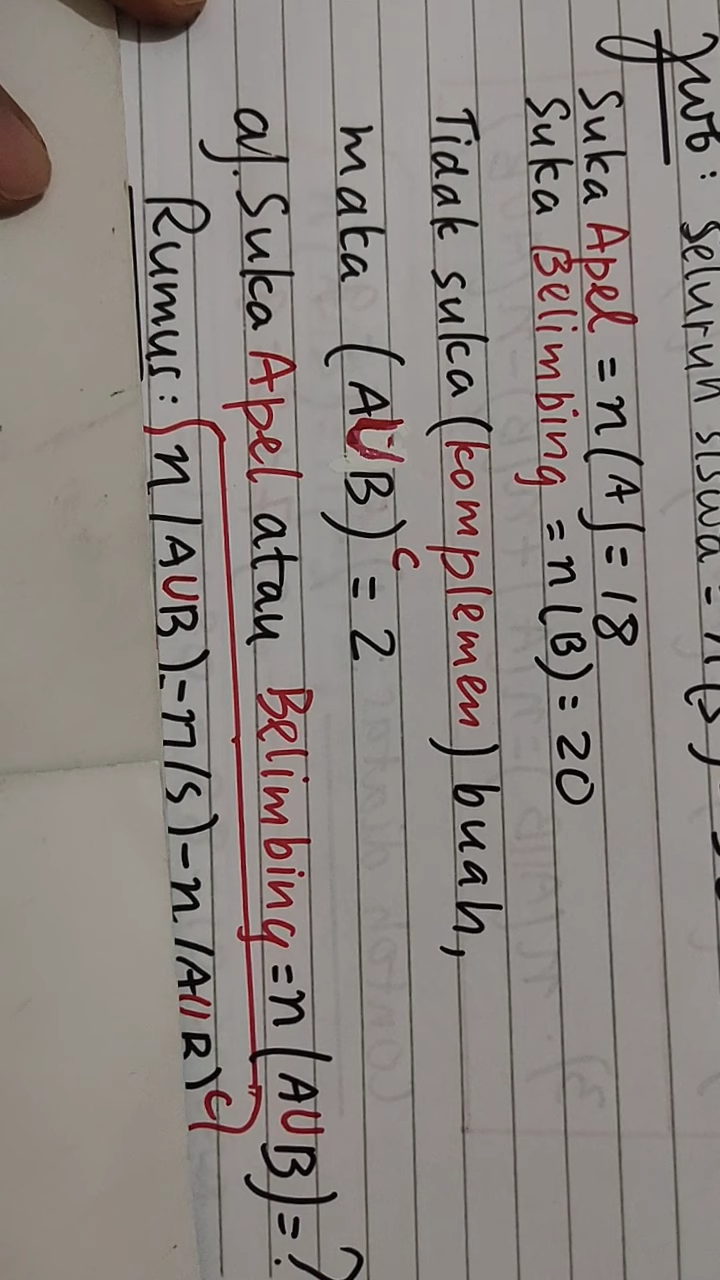 Jwb: Seluruh siswa = n(S)
Suka Apel = n(A) = 18
Suka Belimbing = n(B) = 20
Tidak suka (komplemen) buah,
maka (A∪B)ᶜ = 2
a). Suka Apel atau Belimbing = n(A∪B) = ?
Rumus: n(A∪B) = n(S) - n(A∪B)ᶜ